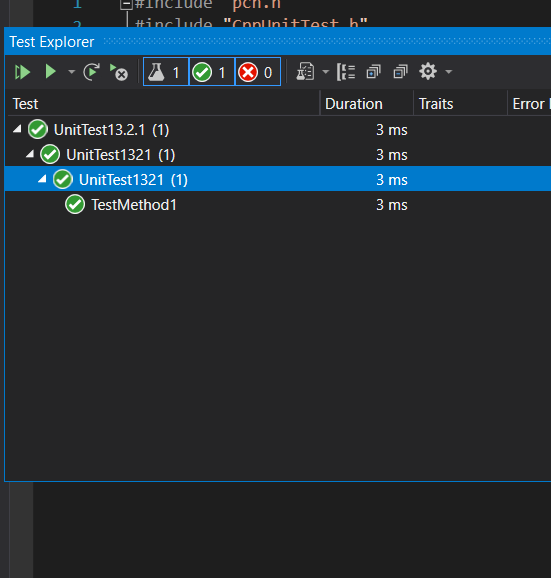 1 #include "pch.h"
2 #include "CppUnitTest.h"
Test Explorer
1 1 0
Test Duration Traits Error
UnitTest13.2.1 (1) 3 ms
UnitTest1321 (1) 3 ms
UnitTest1321 (1) 3 ms
TestMethod1 3 ms